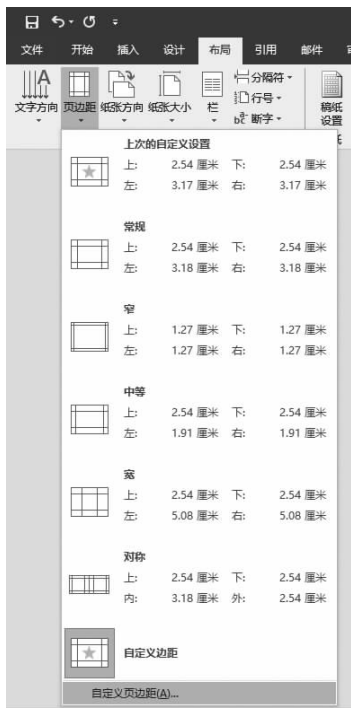 文件 开始 插入 设计 布局 引用 邮件
文字方向 页边距 纸张方向 纸张大小 栏 分隔符 行号 断字 稿纸
设置
上次的自定义设置
上: 2.54 厘米 下: 2.54 厘米
左: 3.17 厘米 右: 3.17 厘米
常规
上: 2.54 厘米 下: 2.54 厘米
左: 3.18 厘米 右: 3.18 厘米
窄
上: 1.27 厘米 下: 1.27 厘米
左: 1.27 厘米 右: 1.27 厘米
中等
上: 2.54 厘米 下: 2.54 厘米
左: 1.91 厘米 右: 1.91 厘米
宽
上: 2.54 厘米 下: 2.54 厘米
左: 5.08 厘米 右: 5.08 厘米
对称
上: 2.54 厘米 下: 2.54 厘米
内: 3.18 厘米 外: 2.54 厘米
自定义边距
自定义页边距(A)...